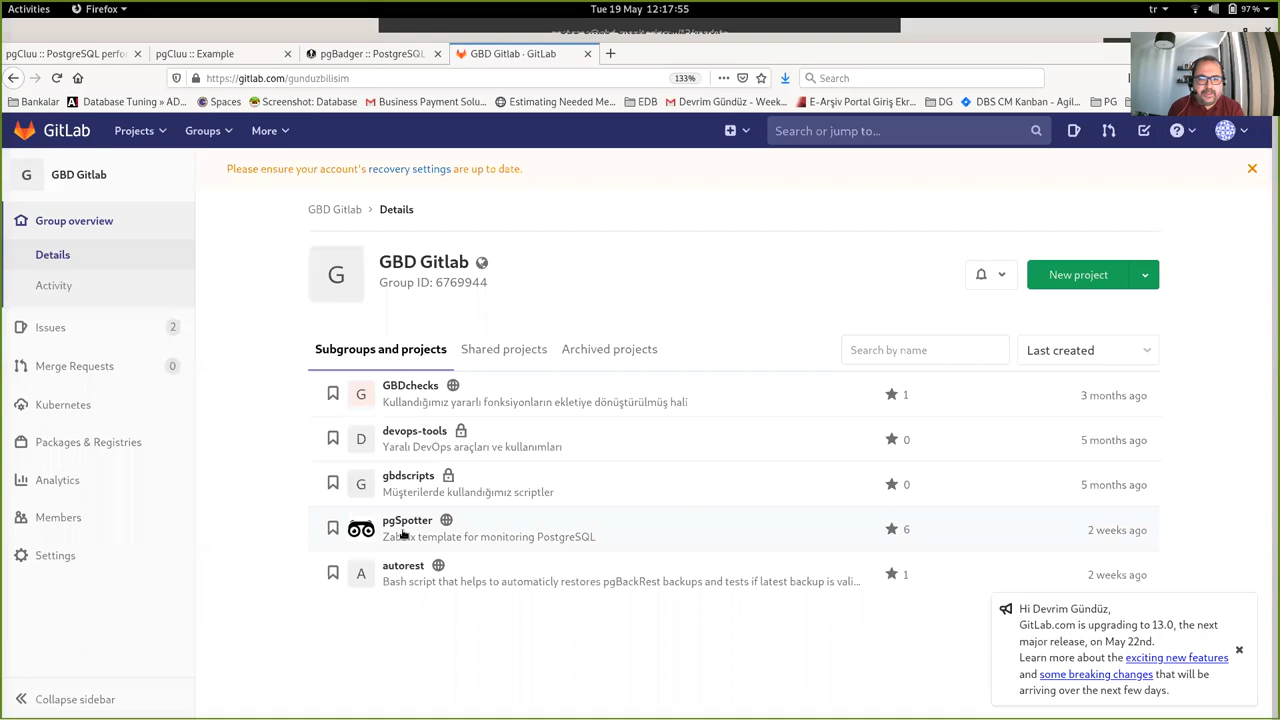 Activities
Firefox
Tue 19 May 12:17:55
tr
97 %
pgCluu :: PostgreSQL perfo
pgCluu :: Example
pgBadger :: PostgreSQL
GBD Gitlab · GitLab
https://gitlab.com/gunduzbilisim
133%
Search
Bankalar
Database Tuning » AD...
Spaces
Screenshot: Database
Business Payment Solu...
Estimating Needed Me...
EDB
Devrim Gündüz - Week...
E-Arşiv Portal Giriş Ekr...
DG
DBS CM Kanban - Agil...
PG
GitLab
Projects
Groups
More
Search or jump to...
G
GBD Gitlab
Please ensure your account's recovery settings are up to date.
Group overview
Details
Activity
Issues
2
Merge Requests
0
Kubernetes
Packages & Registries
Analytics
Members
Settings
Collapse sidebar
GBD Gitlab
Details
G
GBD Gitlab
Group ID: 6769944
New project
Subgroups and projects
Shared projects
Archived projects
Search by name
Last created
G
GBDchecks
Kullandığımız yararlı fonksiyonların ekletiye dönüştürülmüş hali
1
3 months ago
D
devops-tools
Yaralı DevOps araçları ve kullanımları
0
5 months ago
G
gbdscripts
Müşterilerde kullandığımız scriptler
0
5 months ago
pgSpotter
Zabbix template for monitoring PostgreSQL
6
2 weeks ago
A
autorest
Bash script that helps to automaticly restores pgBackRest backups and tests if latest backup is vali...
1
2 weeks ago
Hi Devrim Gündüz,
GitLab.com is upgrading to 13.0, the next
major release, on May 22nd.
Learn more about the exciting new features
and some breaking changes that will be
arriving over the next few days.